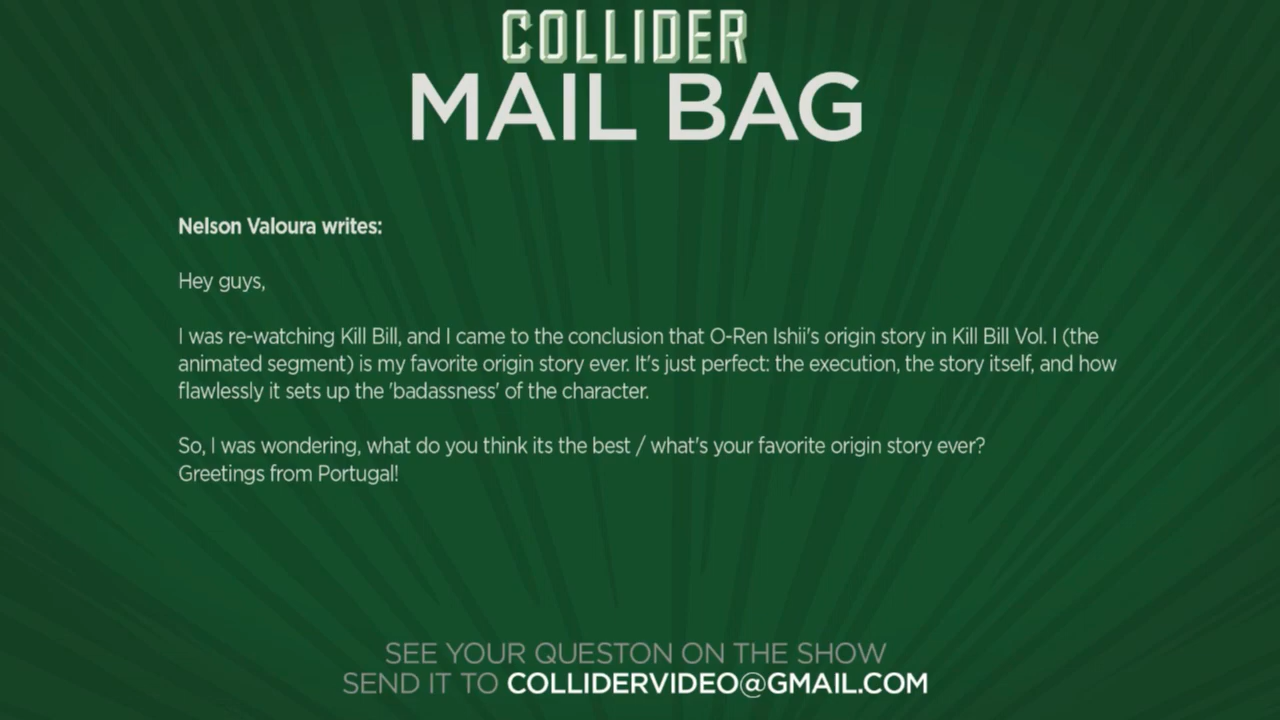 COLLIDER
MAIL BAG
Nelson Valoura writes:
Hey guys,
I was re-watching Kill Bill, and I came to the conclusion that O-Ren Ishii's origin story in Kill Bill Vol. I (the
animated segment) is my favorite origin story ever. It's just perfect: the execution, the story itself, and how
flawlessly it sets up the 'badassness' of the character.
So, I was wondering, what do you think its the best / what's your favorite origin story ever?
Greetings from Portugal!
SEE YOUR QUESTON ON THE SHOW
SEND IT TO COLLIDERVIDEO@GMAIL.COM